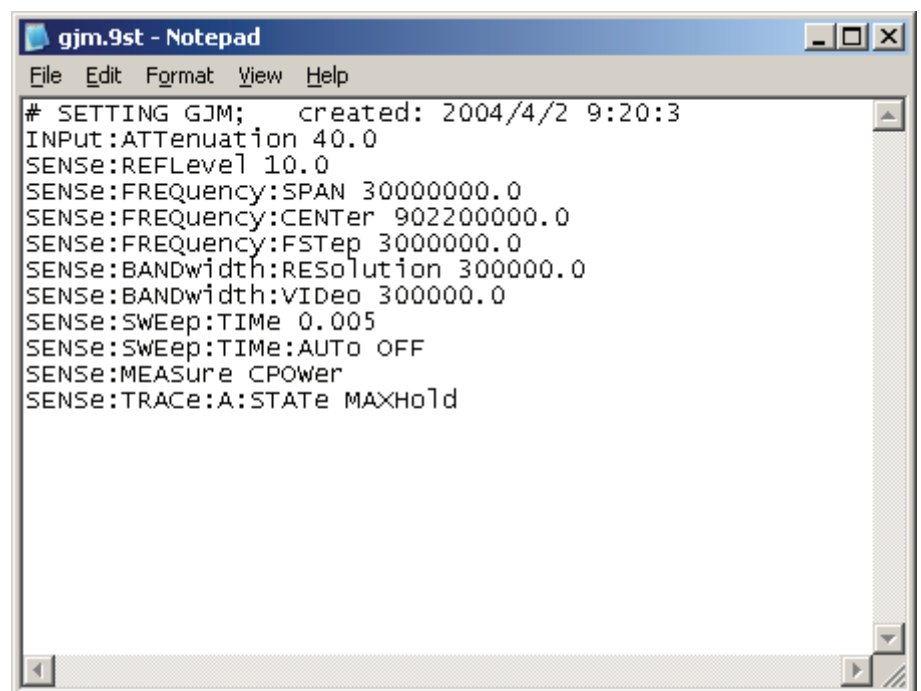 gjm.9st - Notepad
File Edit Format View Help
# SETTING GJM;   created: 2004/4/2 9:20:3
INPut:ATTenuation 40.0
SENSe:REFLevel 10.0
SENSe:FREQuency:SPAN 30000000.0
SENSe:FREQuency:CENTer 902200000.0
SENSe:FREQuency:FSTep 3000000.0
SENSe:BANDwidth:RESolution 300000.0
SENSe:BANDwidth:VIDeo 300000.0
SENSe:SWEep:TIMe 0.005
SENSe:SWEep:TIMe:AUTo OFF
SENSe:MEASure CPOWer
SENSe:TRACe:A:STATe MAXHold